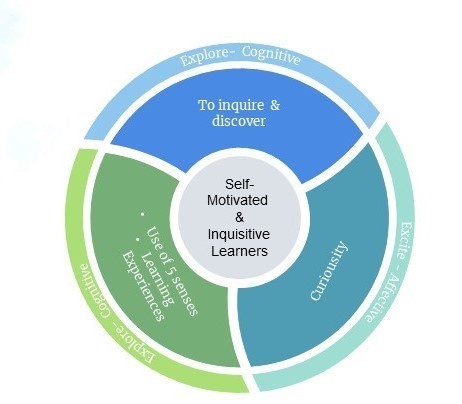 Explore- Cognitive
To inquire &
discover
Self-
Motivated
&
Inquisitive
Learners
Curiousity
Excite - Affective
• Use of 5 senses
• Learning
Experiences
Explore- Cognitive